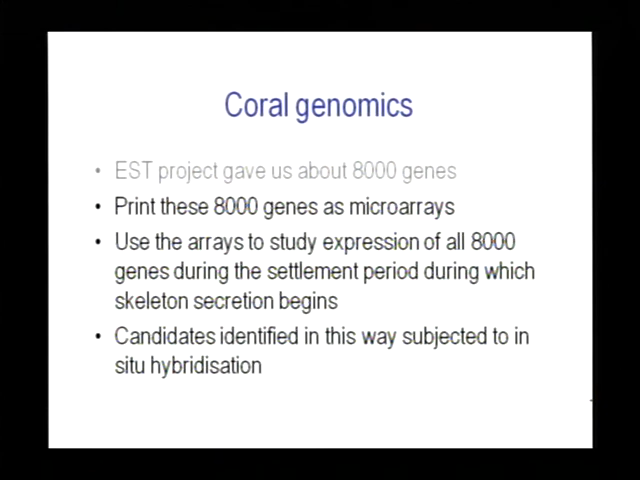 Coral genomics
• EST project gave us about 8000 genes
• Print these 8000 genes as microarrays
• Use the arrays to study expression of all 8000
genes during the settlement period during which
skeleton secretion begins
• Candidates identified in this way subjected to in
situ hybridisation